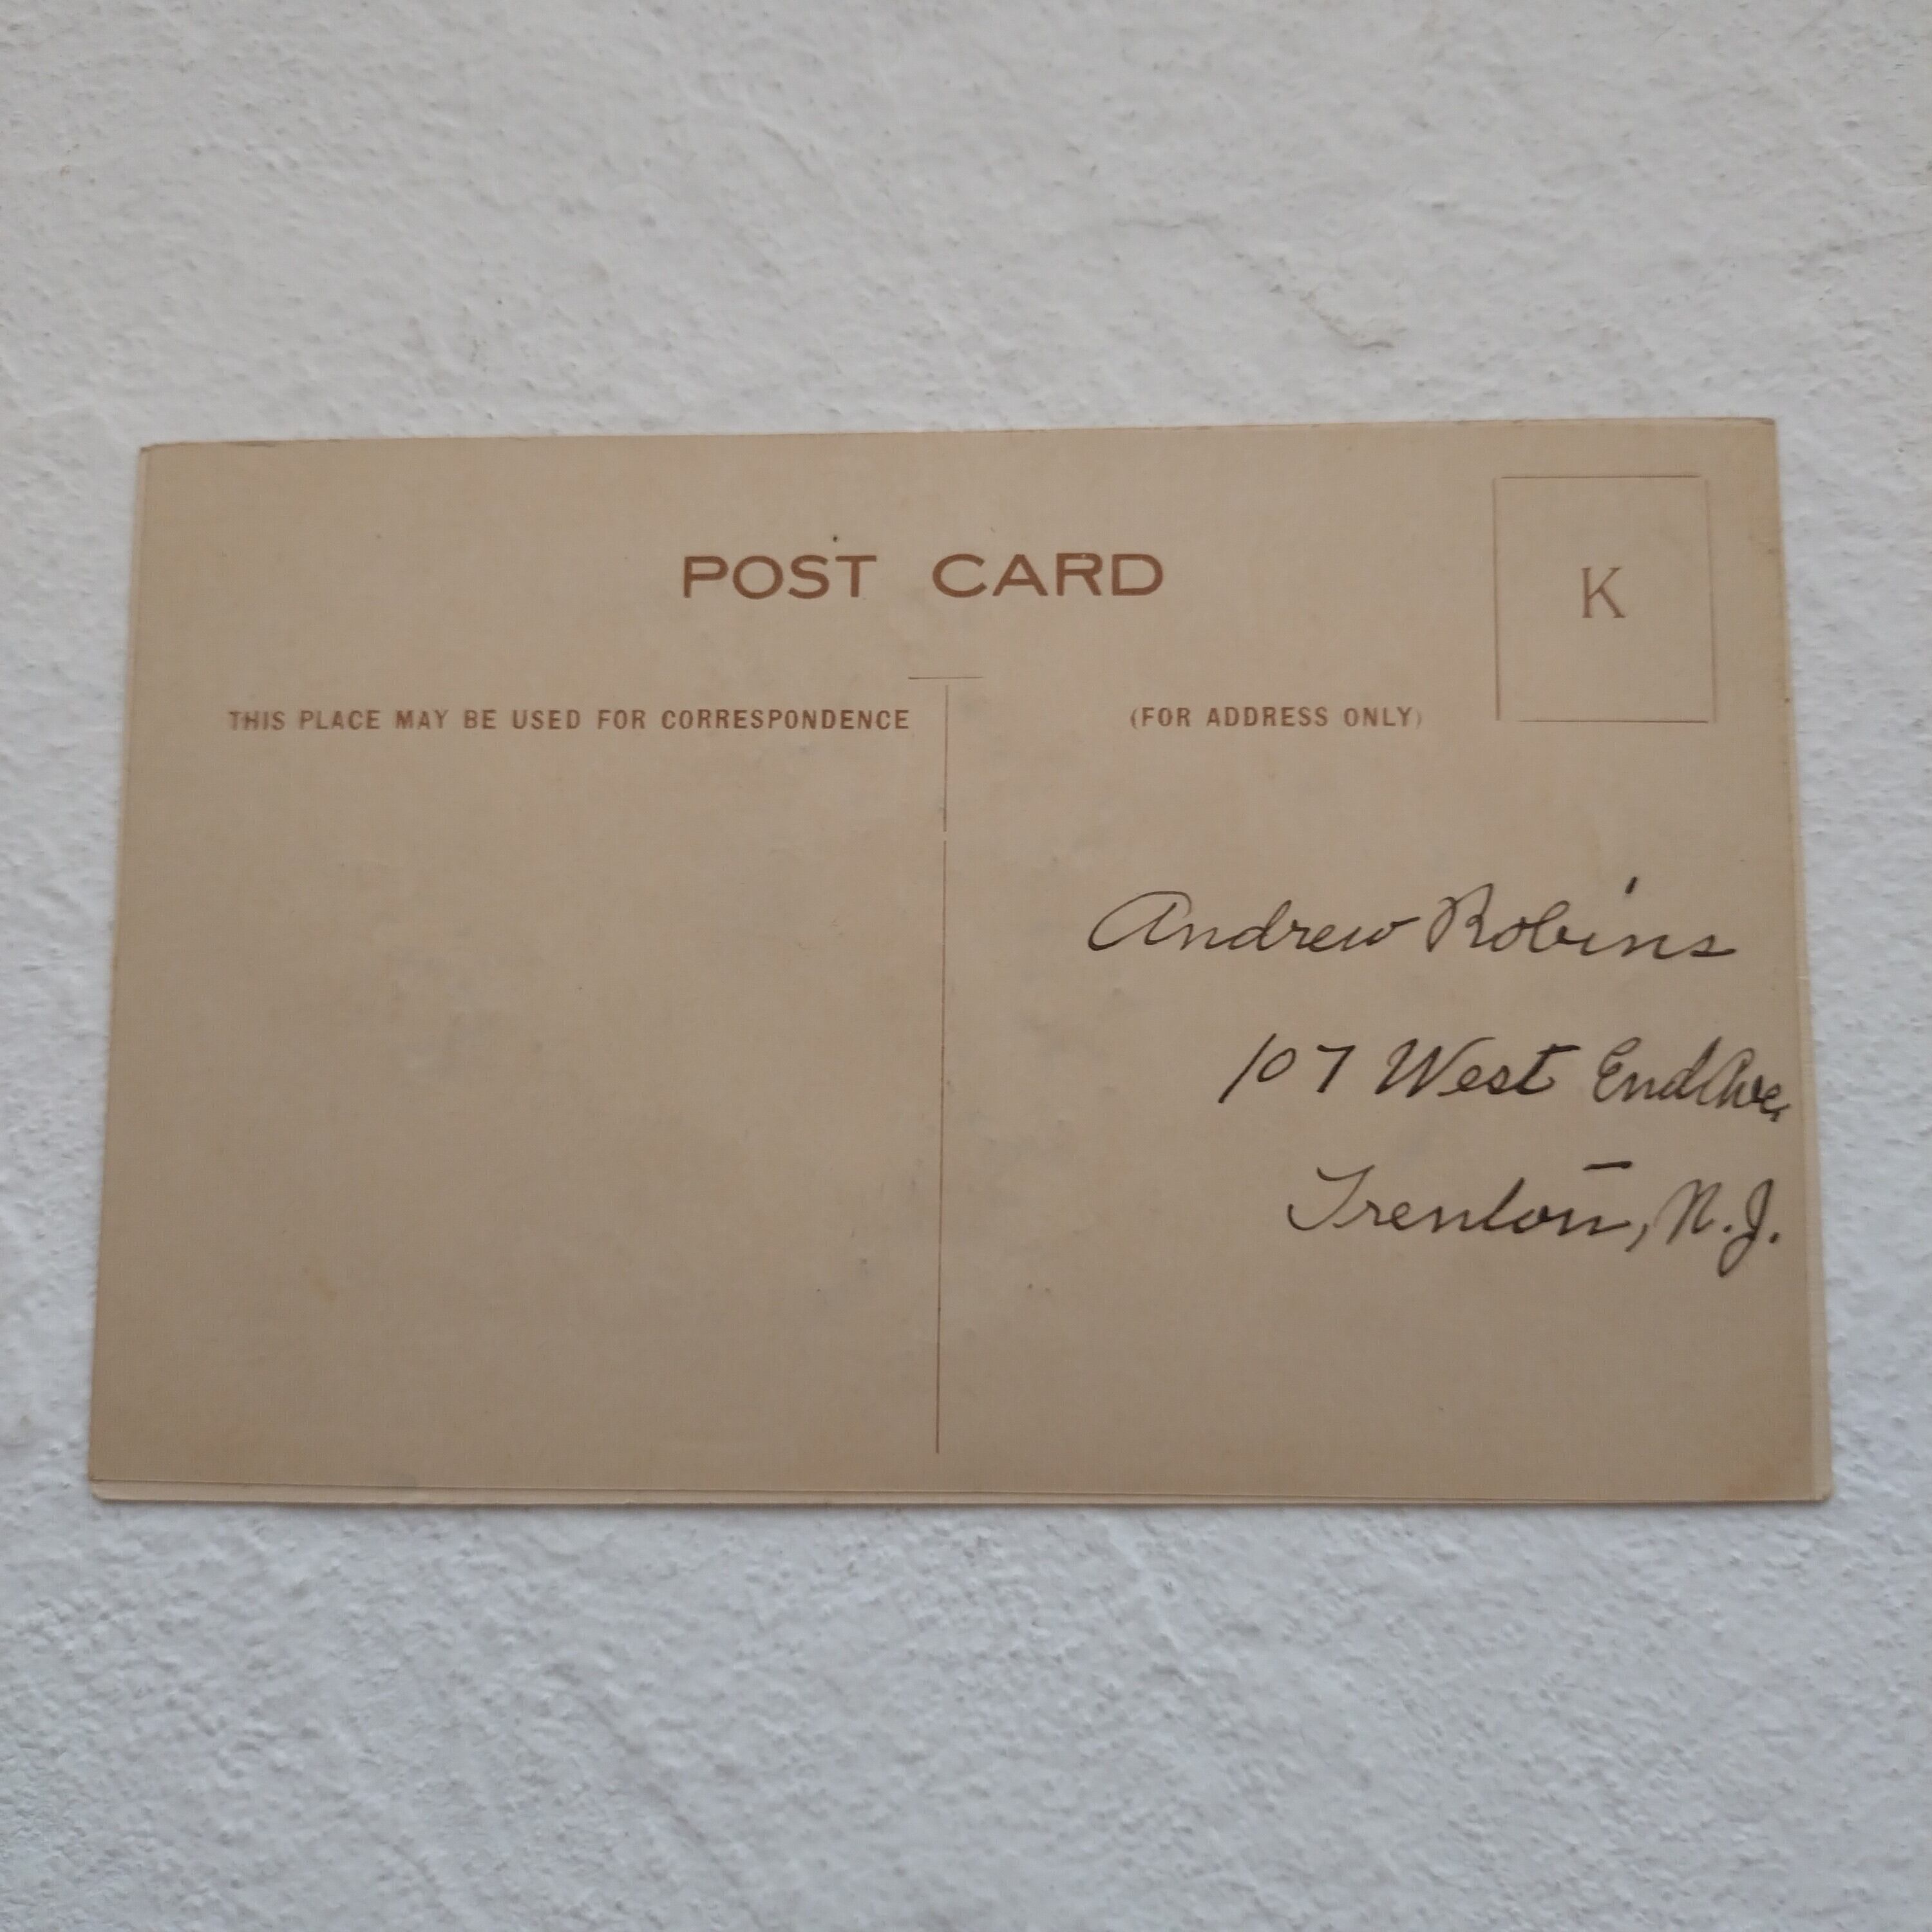 POST CARD
K
THIS PLACE MAY BE USED FOR CORRESPONDENCE
(FOR ADDRESS ONLY)
Andrew Robins
107 West End Ave.
Trenton, N.J.